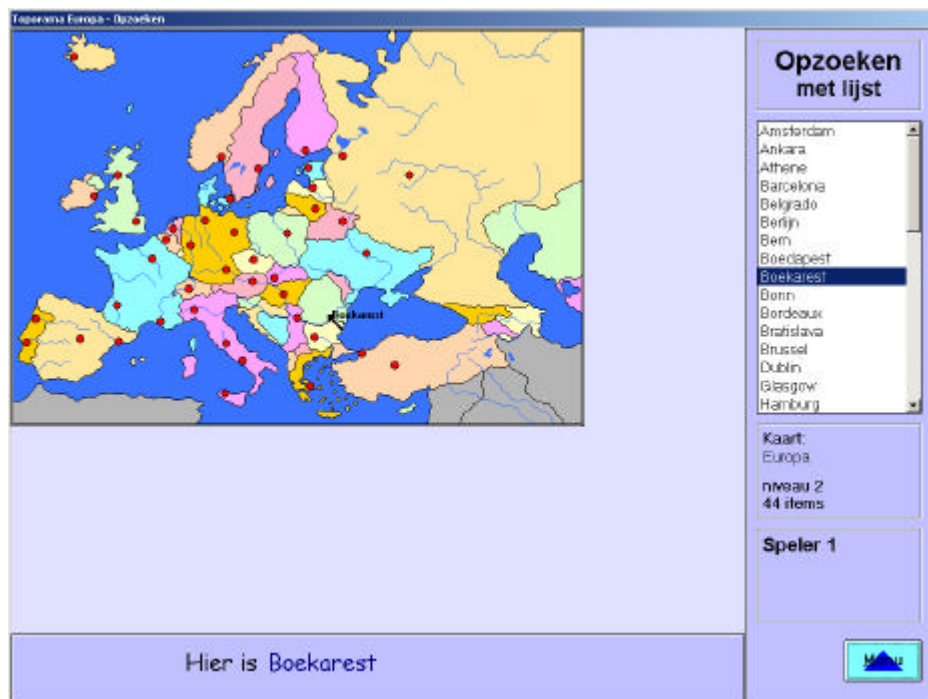 Toporama Europa - Opzoeken
Boekarest
Opzoeken
met lijst
Amsterdam
Ankara
Athene
Barcelona
Belgrado
Berlijn
Bern
Boedapest
Boekarest
Bonn
Bordeaux
Bratislava
Brussel
Dublin
Glasgow
Hamburg
Kaart:
Europa
niveau 2
44 items
Speler 1
Menu
Hier is Boekarest